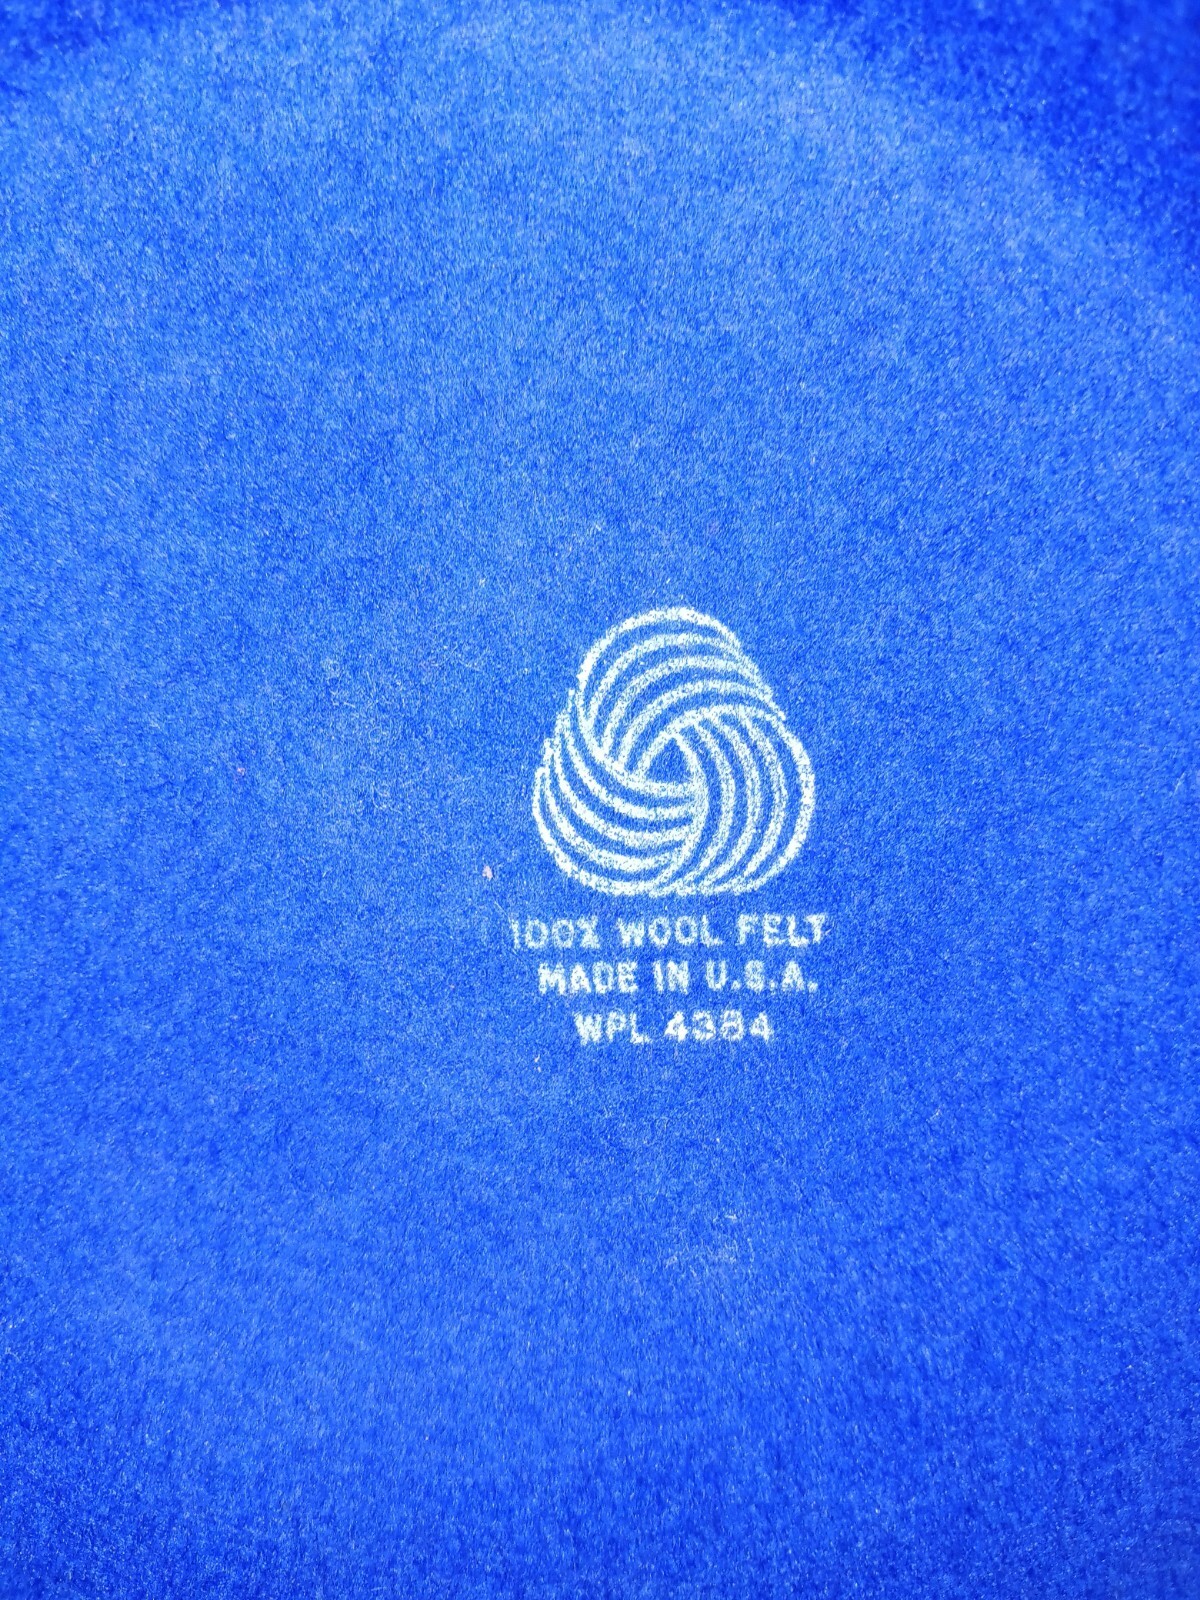 100% WOOL FELT
MADE IN U.S.A.
WPL 4384